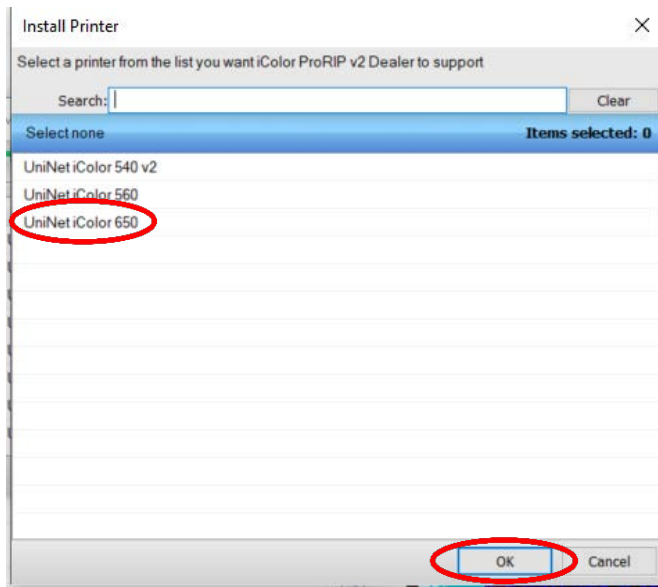 Install Printer
Select a printer from the list you want iColor ProRIP v2 Dealer to support
Search: Clear
Select none Items selected: 0
UniNet iColor 540 v2
UniNet iColor 560
UniNet iColor 650
OK Cancel